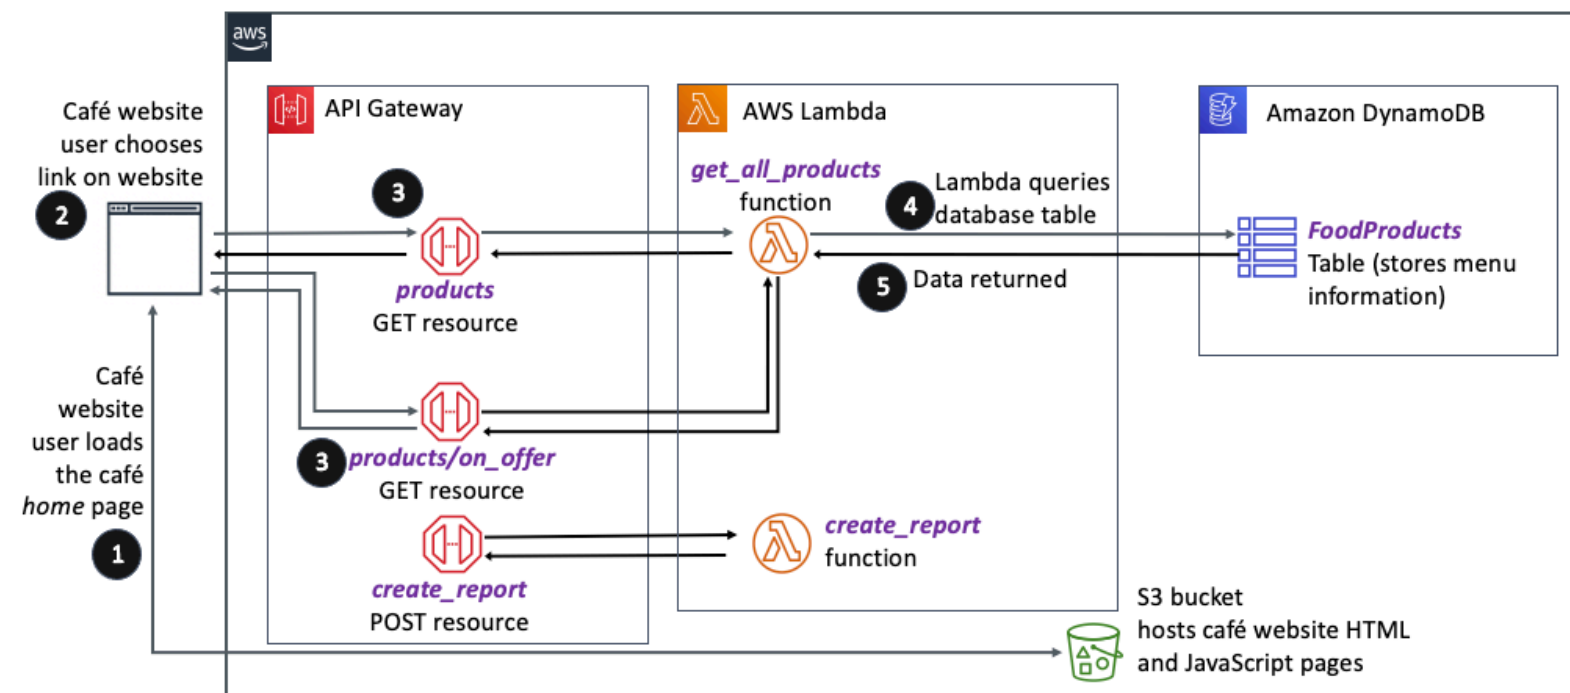 aws
Café website
user chooses
link on website
2
API Gateway
3
products
GET resource
3
products/on_offer
GET resource
create_report
POST resource
AWS Lambda
get_all_products
function
4
Lambda queries
database table
5
Data returned
create_report
function
Amazon DynamoDB
FoodProducts
Table (stores menu
information)
Café
website
user loads
the café
home page
1
S3 bucket
hosts café website HTML
and JavaScript pages